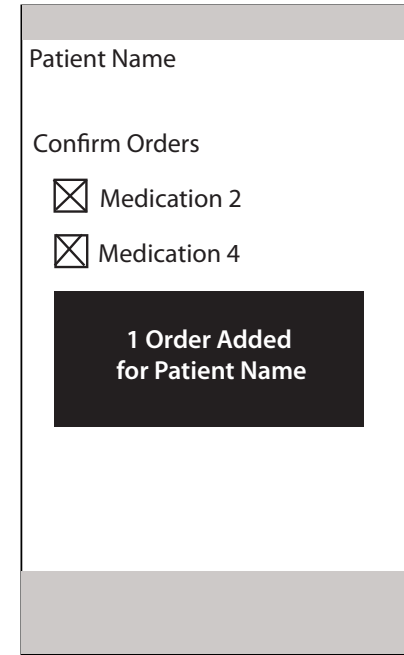 Patient Name
Confirm Orders
Medication 2
Medication 4
1 Order Added
for Patient Name